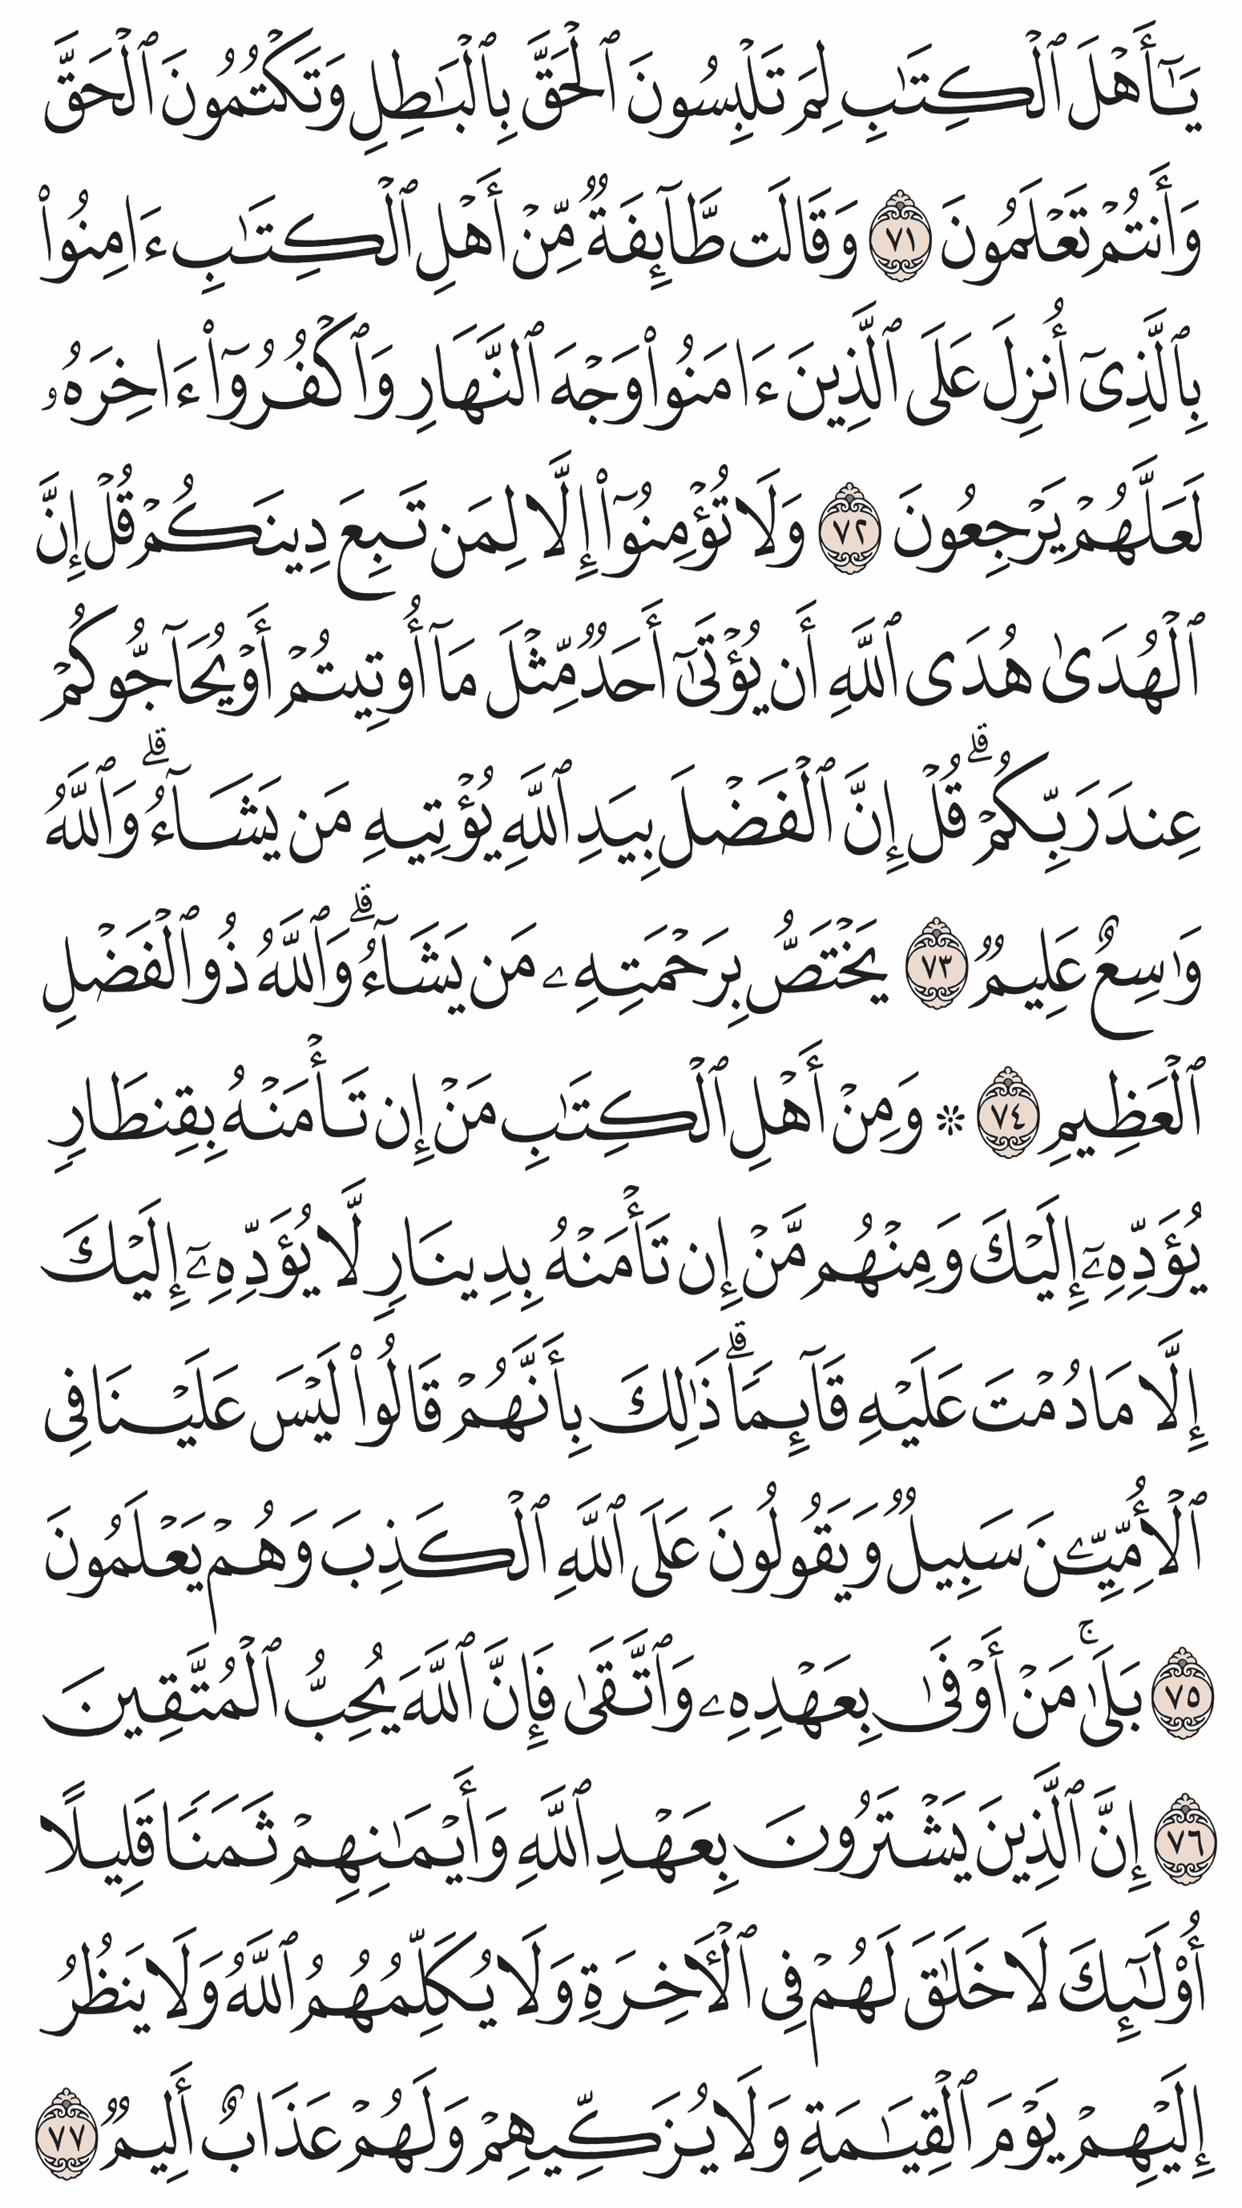 يَٰٓأَهۡلَ ٱلۡكِتَٰبِ لِمَ تَلۡبِسُونَ ٱلۡحَقَّ بِٱلۡبَٰطِلِ وَتَكۡتُمُونَ ٱلۡحَقَّ
وَأَنتُمۡ تَعۡلَمُونَ ٧١ وَقَالَت طَّآئِفَةٞ مِّنۡ أَهۡلِ ٱلۡكِتَٰبِ ءَامِنُواْ
بِٱلَّذِيٓ أُنزِلَ عَلَى ٱلَّذِينَ ءَامَنُواْ وَجۡهَ ٱلنَّهَارِ وَٱكۡفُرُوٓاْ ءَاخِرَهُۥ
لَعَلَّهُمۡ يَرۡجِعُونَ ٧٢ وَلَا تُؤۡمِنُوٓاْ إِلَّا لِمَن تَبِعَ دِينَكُمۡ قُلۡ إِنَّ
ٱلۡهُدَىٰ هُدَى ٱللَّهِ أَن يُؤۡتَىٰٓ أَحَدٞ مِّثۡلَ مَآ أُوتِيتُمۡ أَوۡ يُحَآجُّوكُمۡ
عِندَ رَبِّكُمۡۗ قُلۡ إِنَّ ٱلۡفَضۡلَ بِيَدِ ٱللَّهِ يُؤۡتِيهِ مَن يَشَآءُۗ وَٱللَّهُ
وَٰسِعٌ عَلِيمٞ ٧٣ يَخۡتَصُّ بِرَحۡمَتِهِۦ مَن يَشَآءُۗ وَٱللَّهُ ذُو ٱلۡفَضۡلِ
ٱلۡعَظِيمِ ٧٤ ۞ وَمِنۡ أَهۡلِ ٱلۡكِتَٰبِ مَنۡ إِن تَأۡمَنۡهُ بِقِنطَارٖ
يُؤَدِّهِۦٓ إِلَيۡكَ وَمِنۡهُم مَّنۡ إِن تَأۡمَنۡهُ بِدِينَارٖ لَّا يُؤَدِّهِۦٓ إِلَيۡكَ
إِلَّا مَا دُمۡتَ عَلَيۡهِ قَآئِمٗاۗ ذَٰلِكَ بِأَنَّهُمۡ قَالُواْ لَيۡسَ عَلَيۡنَا فِي
ٱلۡأُمِّيِّـۧنَ سَبِيلٞ وَيَقُولُونَ عَلَى ٱللَّهِ ٱلۡكَذِبَ وَهُمۡ يَعۡلَمُونَ
٧٥ بَلَىٰۚ مَنۡ أَوۡفَىٰ بِعَهۡدِهِۦ وَٱتَّقَىٰ فَإِنَّ ٱللَّهَ يُحِبُّ ٱلۡمُتَّقِينَ
٧٦ إِنَّ ٱلَّذِينَ يَشۡتَرُونَ بِعَهۡدِ ٱللَّهِ وَأَيۡمَٰنِهِمۡ ثَمَنٗا قَلِيلًا
أُوْلَٰٓئِكَ لَا خَلَٰقَ لَهُمۡ فِي ٱلۡأٓخِرَةِ وَلَا يُكَلِّمُهُمُ ٱللَّهُ وَلَا يَنظُرُ
إِلَيۡهِمۡ يَوۡمَ ٱلۡقِيَٰمَةِ وَلَا يُزَكِّيهِمۡ وَلَهُمۡ عَذَابٌ أَلِيمٞ ٧٧